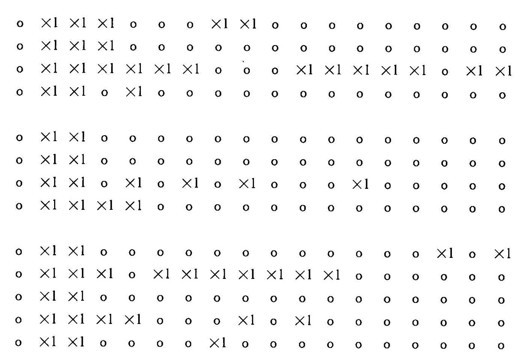 o ×1 ×1 ×1 o o o ×1 ×1 o o o o o o o o o
o ×1 ×1 ×1 o o o o o o o o o o o o o o
o ×1 ×1 ×1 ×1 ×1 ×1 o o o ×1 ×1 ×1 ×1 ×1 o ×1 ×1
o ×1 ×1 o ×1 o o o o o o o o o o o o o
o ×1 ×1 o o o o o o o o o o o o o o o
o ×1 ×1 o o o o o o o o o o o o o o o
o ×1 ×1 o ×1 o ×1 o ×1 o o o ×1 o o o o o
o ×1 ×1 ×1 ×1 o o o o o o o o o o o o o
o ×1 ×1 o o o o o o o o o o o o ×1 o ×1
o ×1 ×1 ×1 o ×1 ×1 ×1 ×1 ×1 ×1 ×1 o o o o o o
o ×1 ×1 o o o o o o o o o o o o o o o
o ×1 ×1 ×1 ×1 o o o ×1 o ×1 o o o o o o o
o ×1 ×1 o o o o ×1 o o o o o o o o o o